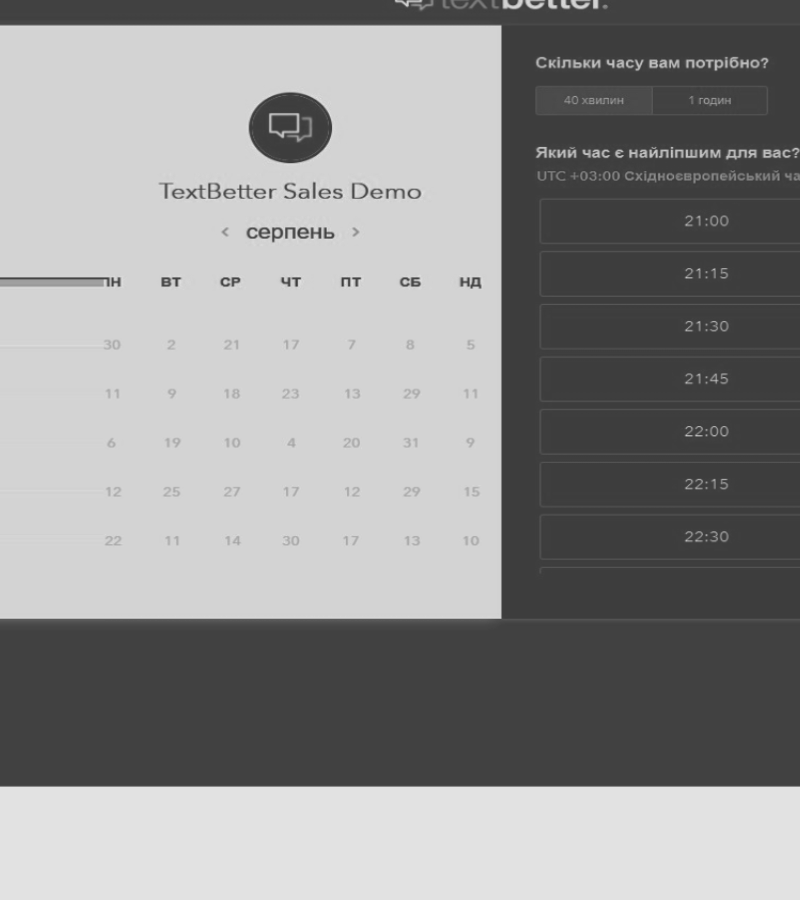 textbetter.
TextBetter Sales Demo
‹ серпень ›
ПН ВТ СР ЧТ ПТ СБ НД
30 2 21 17 7 8 5
11 9 18 23 13 29 11
6 19 10 4 20 31 9
12 25 27 17 12 29 15
22 11 14 30 17 13 10
Скільки часу вам потрібно?
40 хвилин 1 годин
Який час є найліпшим для вас?
UTC +03:00 Східноєвропейський ча
21:00
21:15
21:30
21:45
22:00
22:15
22:30